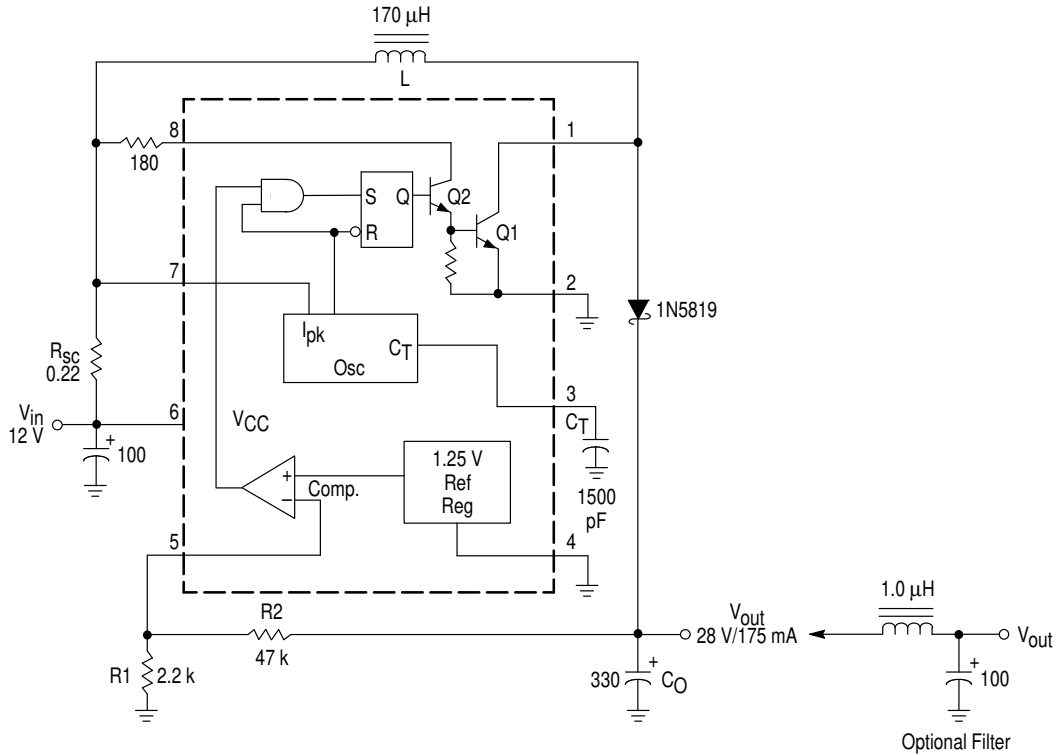 170 μH
L
8
1
180
S
Q
Q2
R
Q1
7
2
1N5819
Ipk
CT
Osc
Rsc
0.22
3
CT
Vin
12 V
6
VCC
100
+
+
Comp.
−
1.25 V
Ref
Reg
1500
pF
5
4
R2
47 k
Vout
28 V/175 mA
1.0 μH
Vout
R1
2.2 k
330
+
CO
+
100
Optional Filter